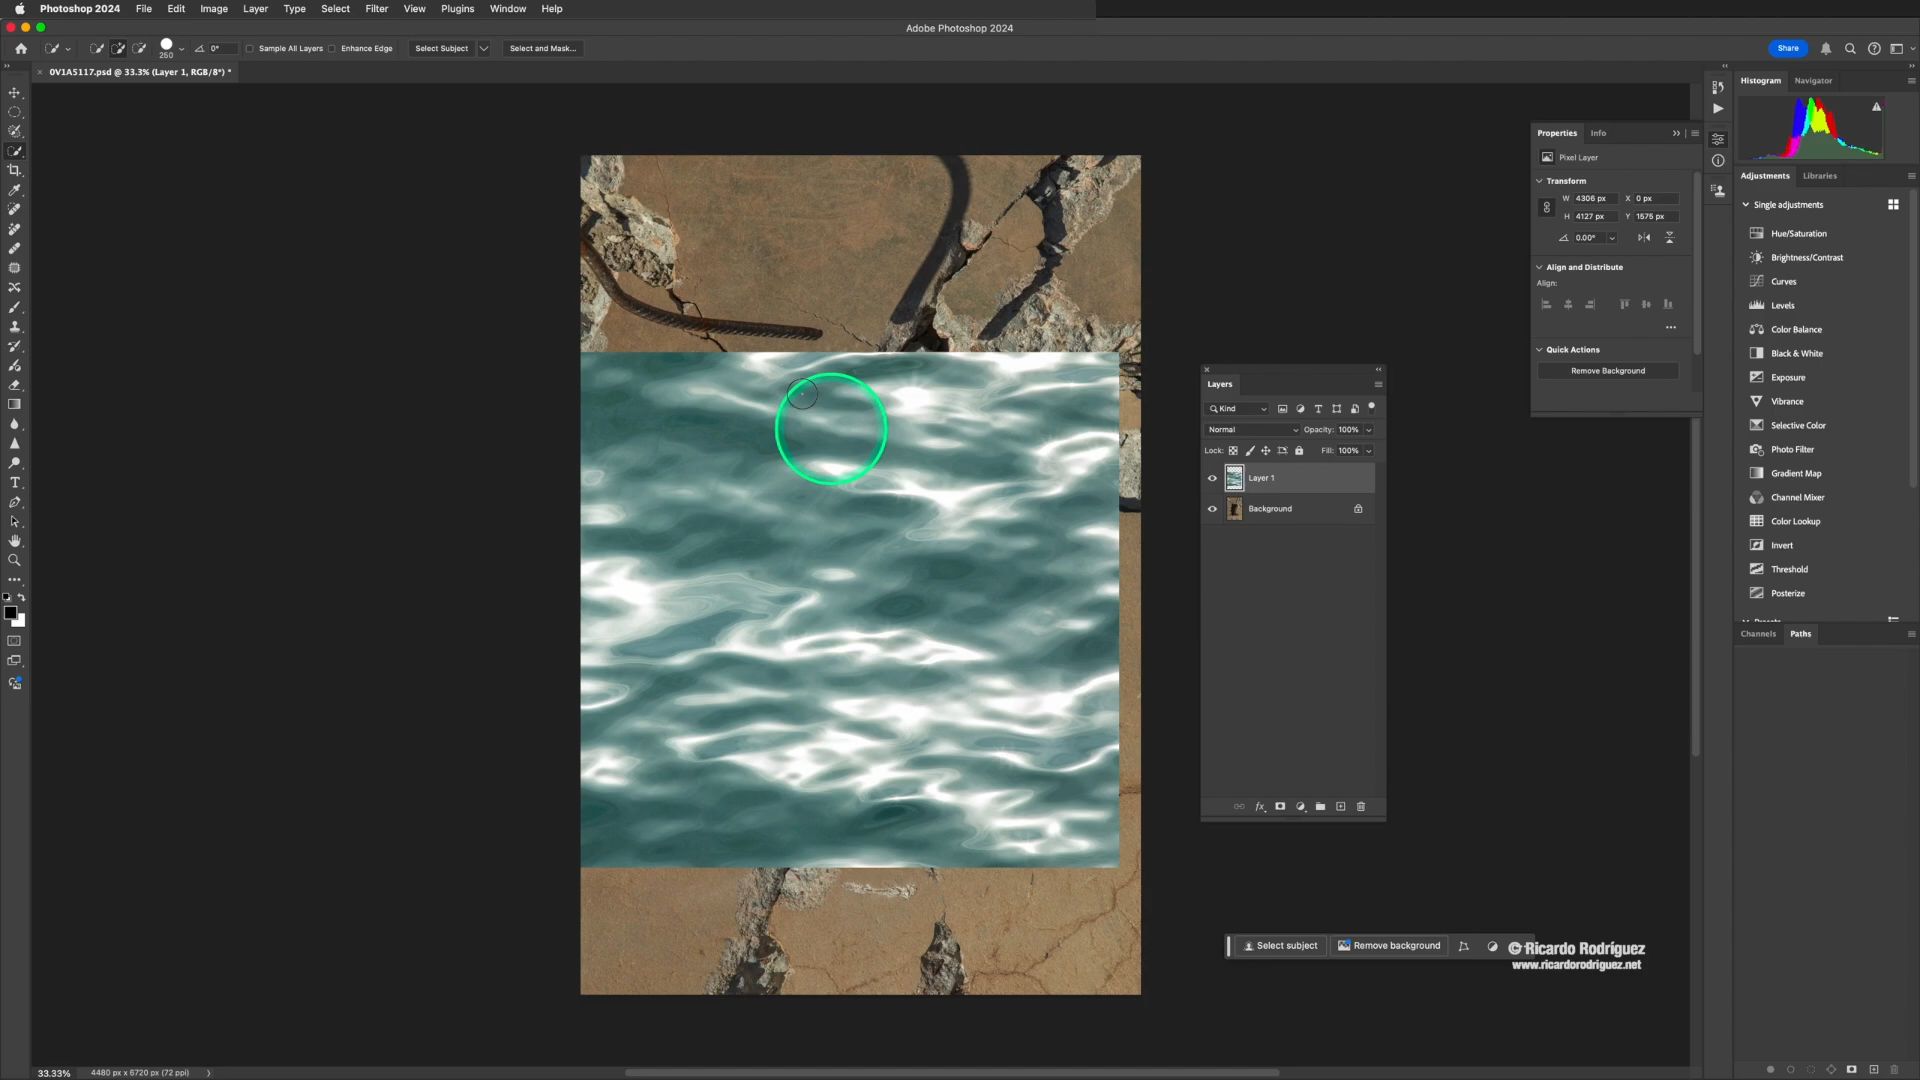 Photoshop 2024 File Edit Image Layer Type Select Filter View Plugins Window Help
Adobe Photoshop 2024
250
0°
Sample All Layers
Enhance Edge
Select Subject
Select and Mask...
Share
0V1A5117.psd @ 33.3% (Layer 1, RGB/8*) *
Histogram Navigator
Properties Info
Pixel Layer
Transform
W 4306 px X 0 px
H 4127 px Y 1575 px
0.00°
Align and Distribute
Align:
Quick Actions
Remove Background
Adjustments Libraries
Single adjustments
Hue/Saturation
Brightness/Contrast
Curves
Levels
Color Balance
Black & White
Exposure
Vibrance
Selective Color
Photo Filter
Gradient Map
Channel Mixer
Color Lookup
Invert
Threshold
Posterize
Channels Paths
Layers
Kind
Normal Opacity: 100%
Lock: Fill: 100%
Layer 1
Background
fx
Select subject Remove background
© Ricardo Rodríguez
www.ricardorodriguez.net
33.33% 4480 px x 6720 px (72 ppi)